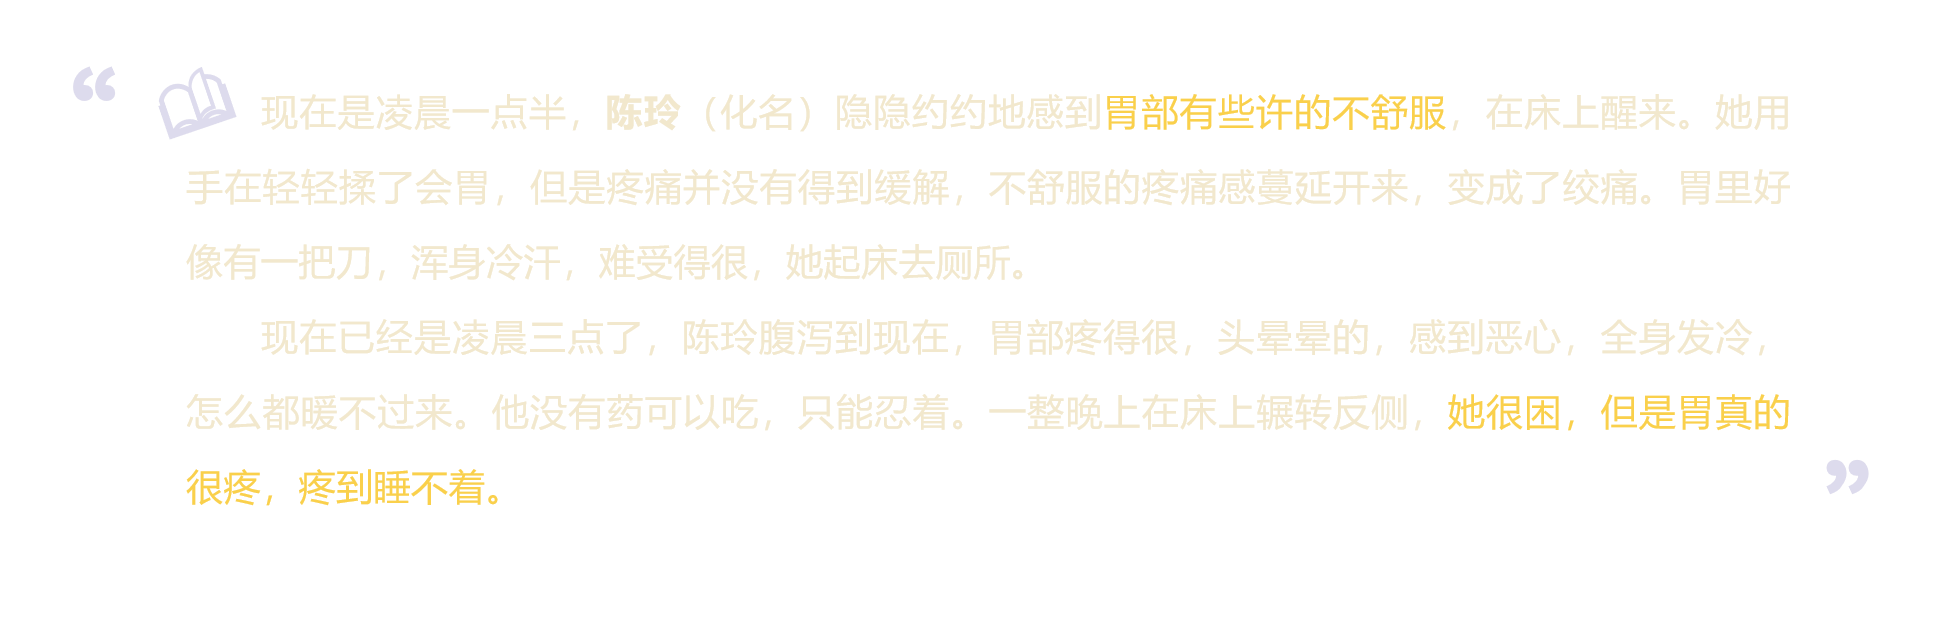 “
现在是凌晨一点半，陈玲（化名）隐隐约约地感到胃部有些许的不舒服，在床上醒来。她用
手在轻轻揉了会胃，但是疼痛并没有得到缓解，不舒服的疼痛感蔓延开来，变成了绞痛。胃里好
像有一把刀，浑身冷汗，难受得很，她起床去厕所。
现在已经是凌晨三点了，陈玲腹泻到现在，胃部疼得很，头晕晕的，感到恶心，全身发冷，
怎么都暖不过来。他没有药可以吃，只能忍着。一整晚上在床上辗转反侧，她很困，但是胃真的
很疼，疼到睡不着。
”